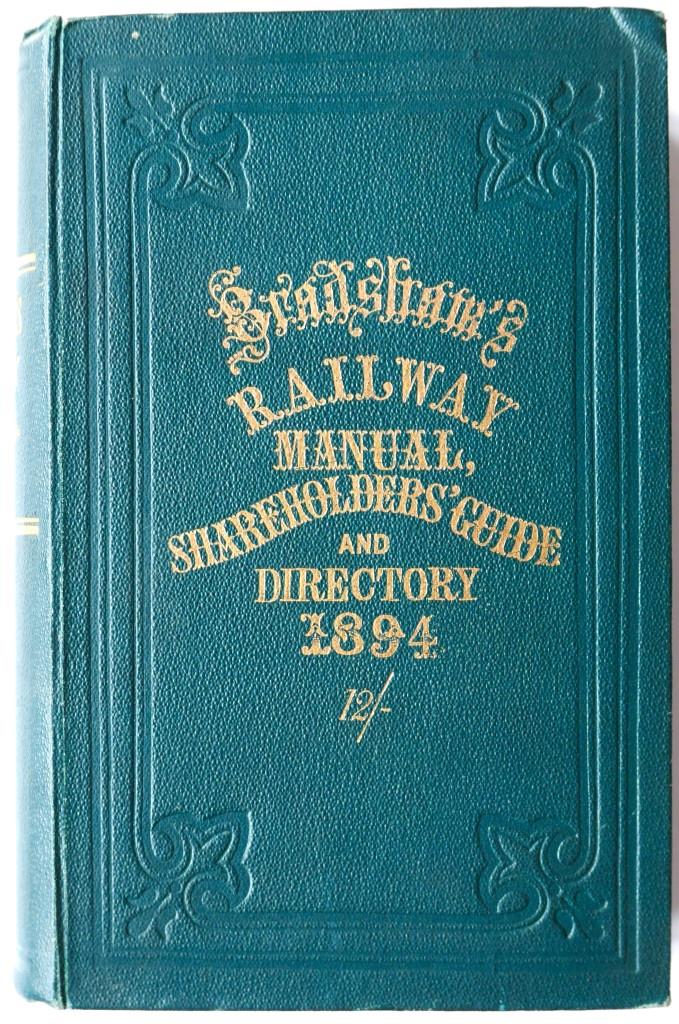 Bradshaw's
RAILWAY
MANUAL,
SHAREHOLDERS' GUIDE
AND
DIRECTORY
1894
12/-